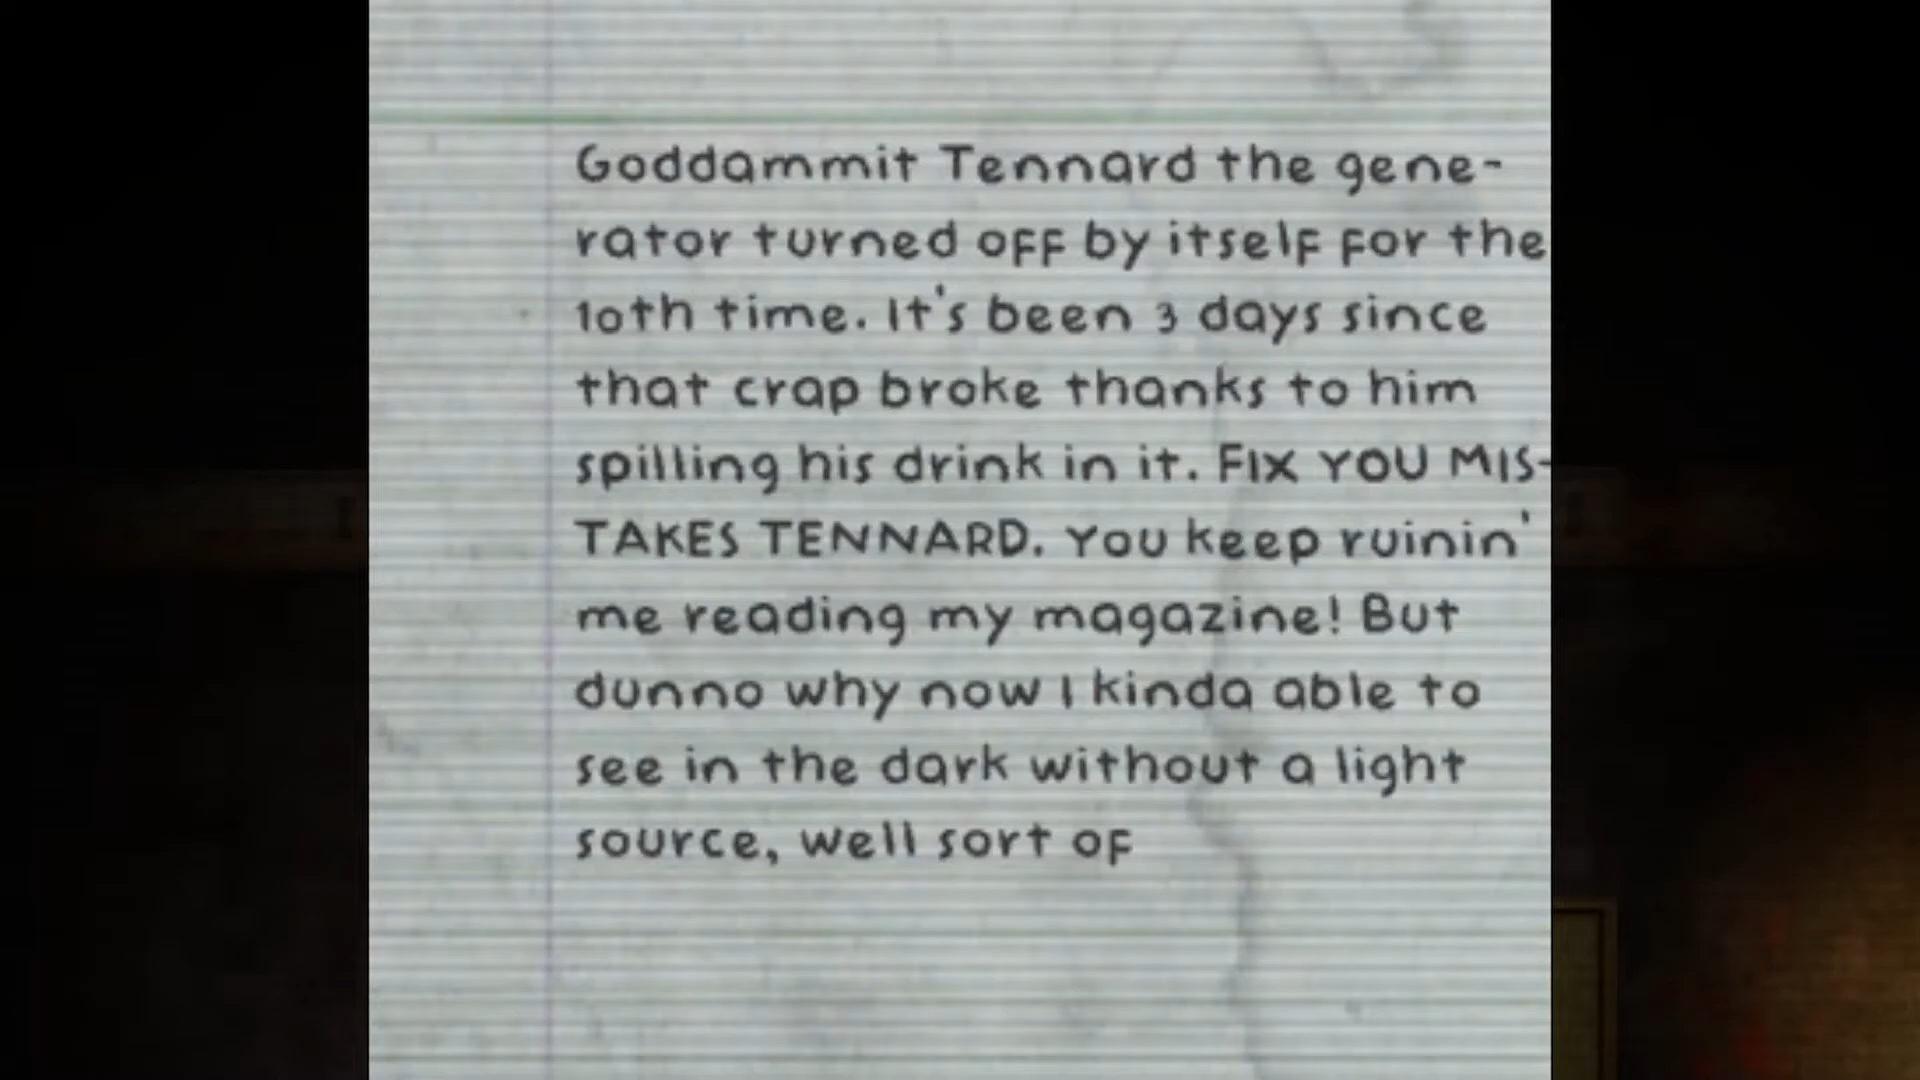 Goddammit Tennard the gene-
rator turned off by itself for the
10th time. It's been 3 days since
that crap broke thanks to him
spilling his drink in it. FIX YOU MIS-
TAKES TENNARD. You keep ruinin'
me reading my magazine! But
dunno why now I kinda able to
see in the dark without a light
source, well sort of